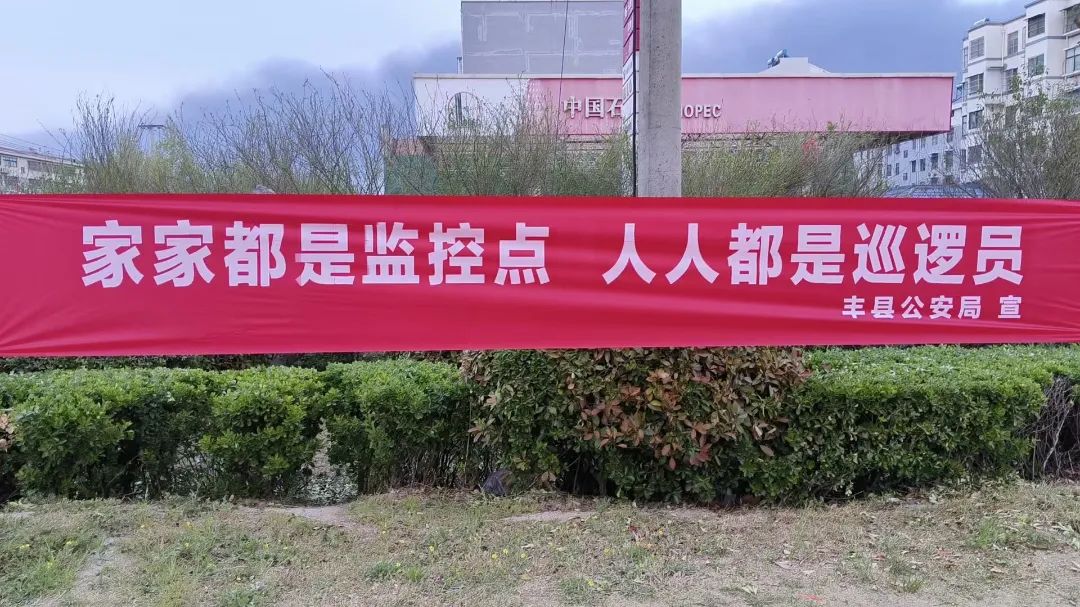 中国石
OPEC
家家都是监控点 人人都是巡逻员
丰县公安局 宣